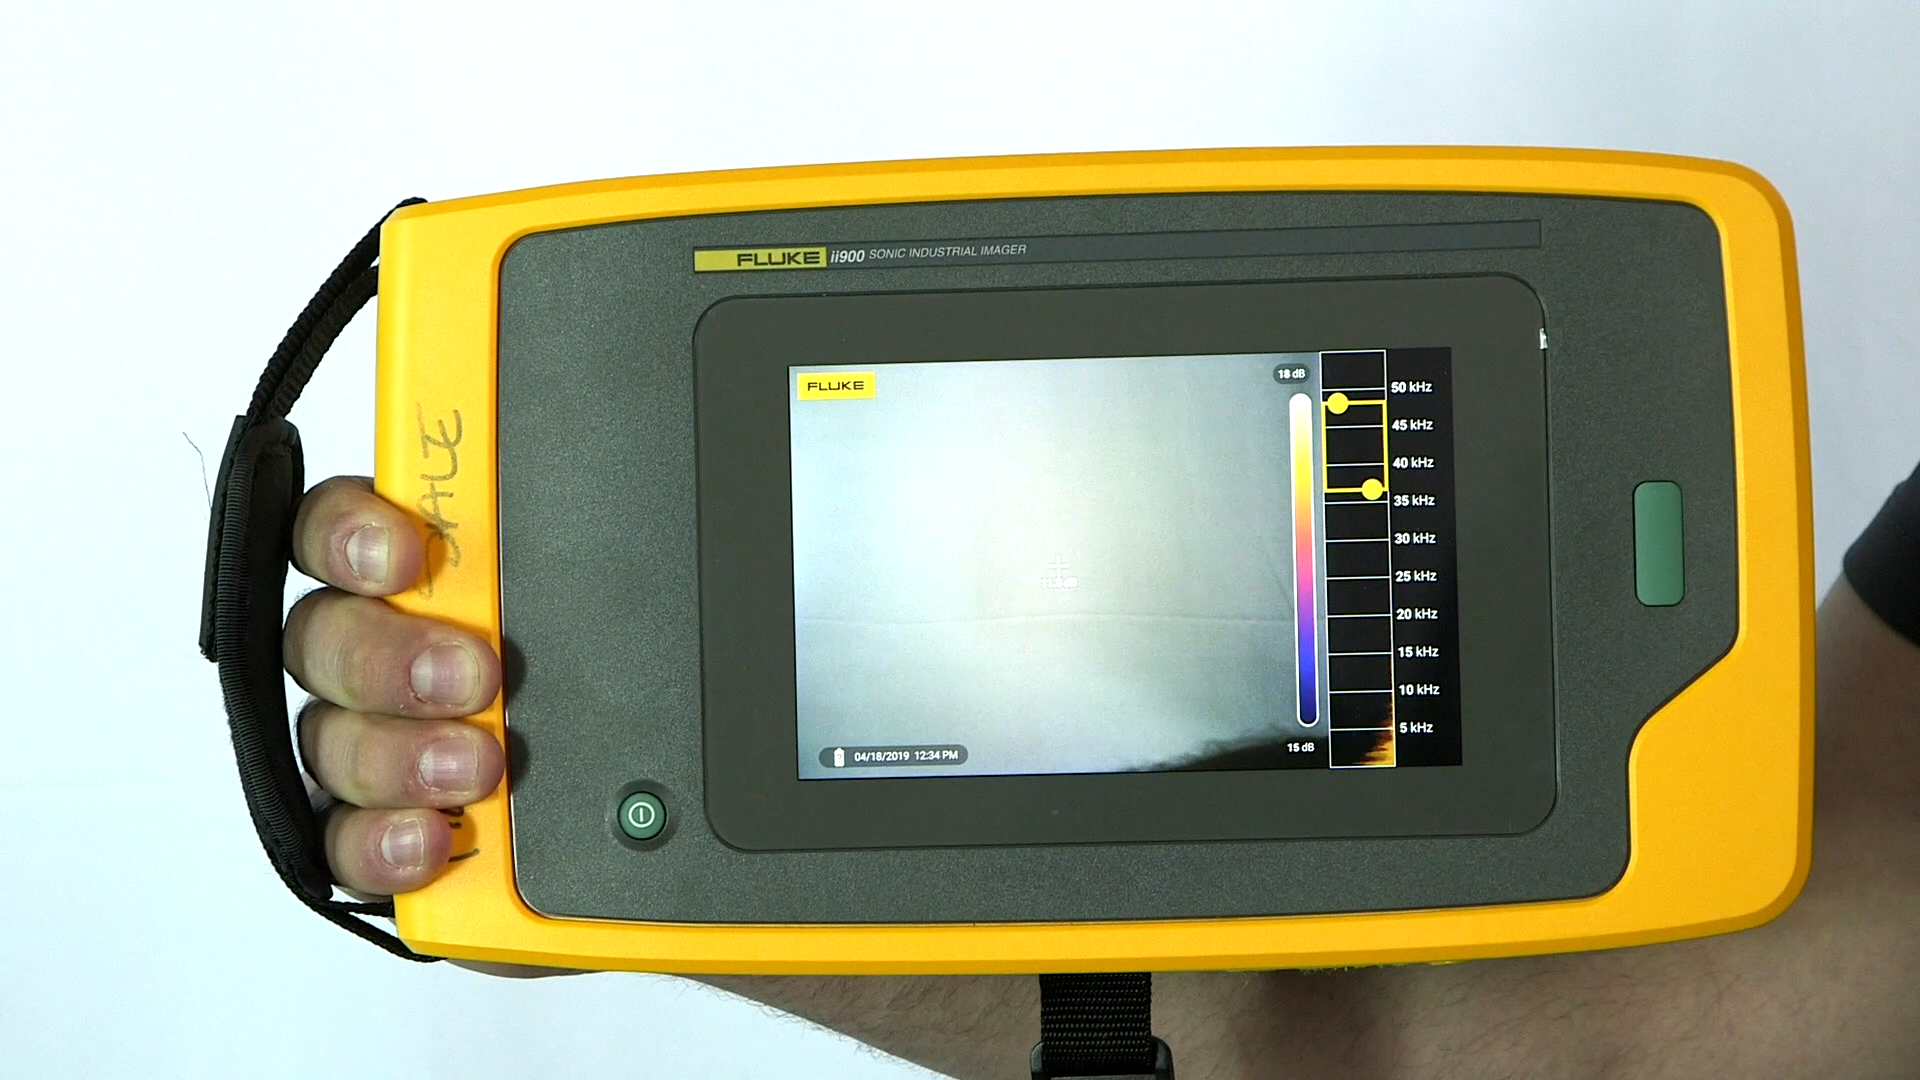 FLUKE ii900 SONIC INDUSTRIAL IMAGER
FLUKE
18 dB
50 kHz
45 kHz
40 kHz
35 kHz
30 kHz
25 kHz
20 kHz
15 kHz
10 kHz
5 kHz
15 dB
04/18/2019 12:34 PM
DALE